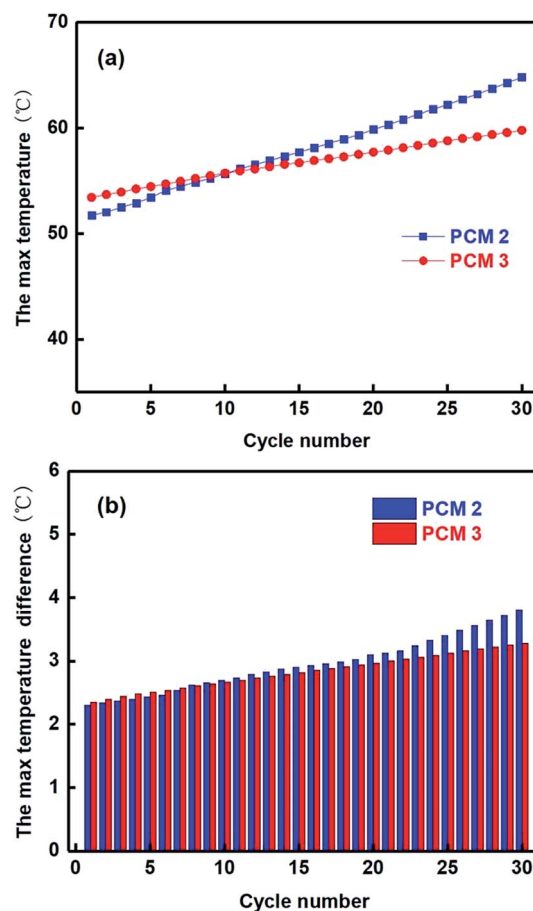 (a)
The max temperature (℃)
70
60
50
40
PCM 2
PCM 3
0 5 10 15 20 25 30
Cycle number
(b)
The max temperature difference (℃)
6
5
4
3
2
1
0
PCM 2
PCM 3
0 5 10 15 20 25 30
Cycle number